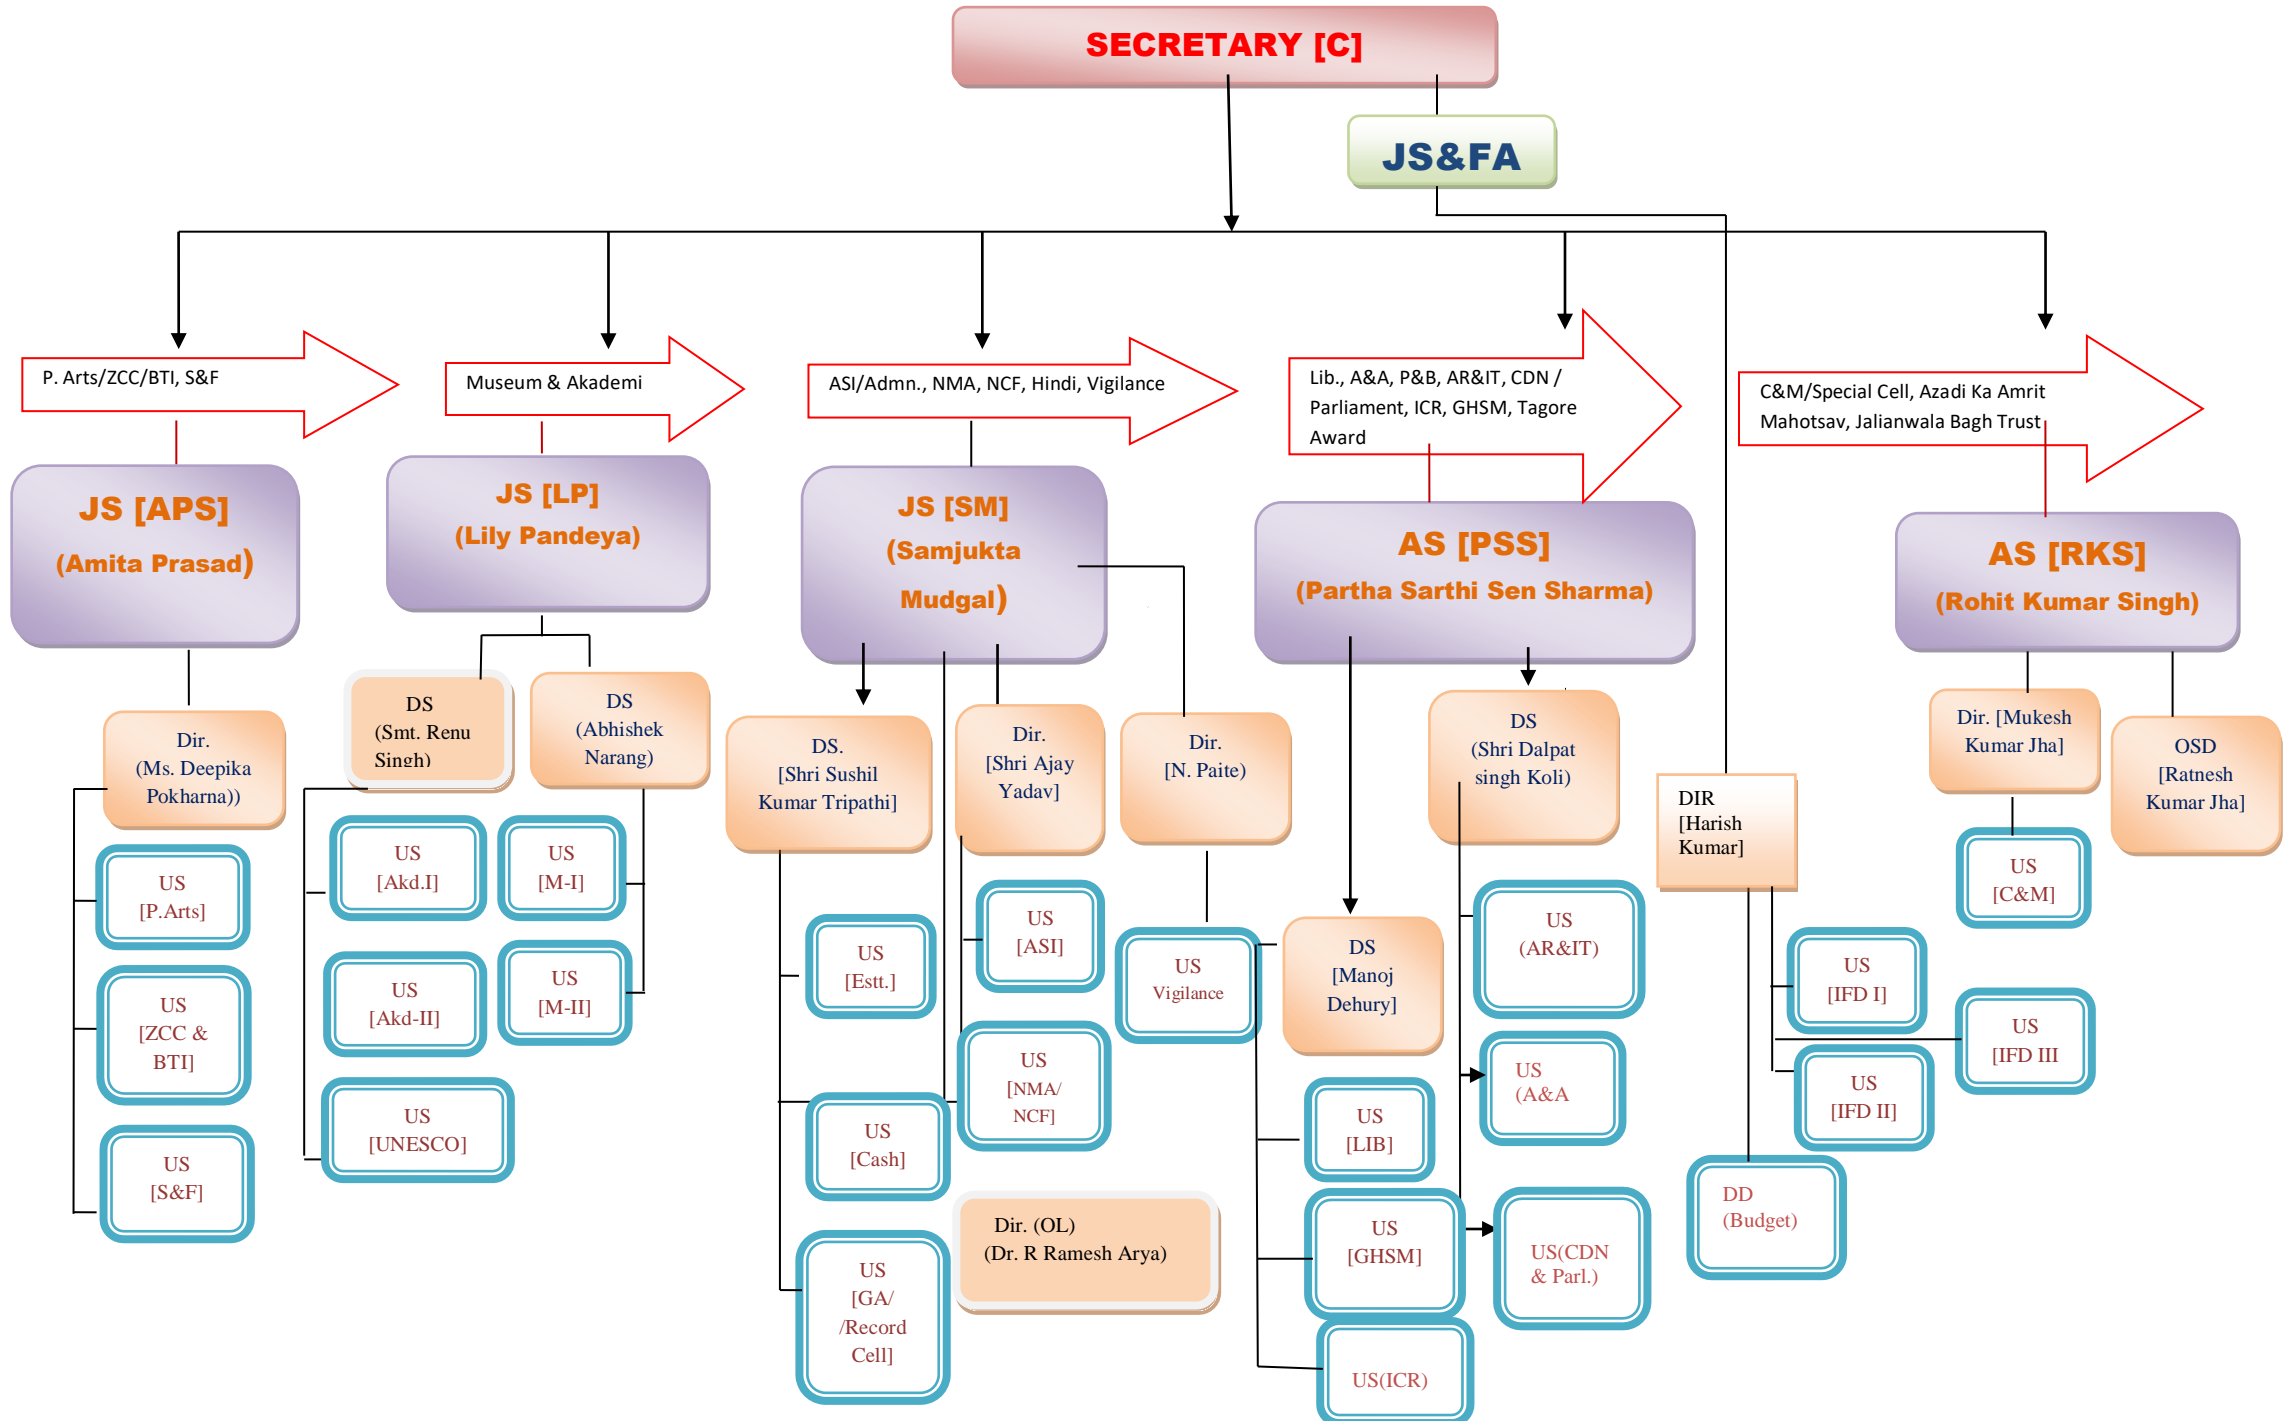 SECRETARY [C]
JS&FA
P. Arts/ZCC/BTI, S&F
Museum & Akademi
ASI/Admn., NMA, NCF, Hindi, Vigilance
Lib., A&A, P&B, AR&IT, CDN /
Parliament, ICR, GHSM, Tagore
Award
C&M/Special Cell, Azadi Ka Amrit
Mahotsav, Jalianwala Bagh Trust
JS [APS]
(Amita Prasad)
JS [LP]
(Lily Pandeya)
JS [SM]
(Samjukta
Mudgal)
AS [PSS]
(Partha Sarthi Sen Sharma)
AS [RKS]
(Rohit Kumar Singh)
Dir.
(Ms. Deepika
Pokharna))
DS
(Smt. Renu
Singh)
DS
(Abhishek
Narang)
DS.
[Shri Sushil
Kumar Tripathi]
Dir.
[Shri Ajay
Yadav]
Dir.
[N. Paite)
DS
(Shri Dalpat
singh Koli)
DIR
[Harish
Kumar]
Dir. [Mukesh
Kumar Jha]
OSD
[Ratnesh
Kumar Jha]
US
[P.Arts]
US
[ZCC &
BTI]
US
[S&F]
US
[Akd.I]
US
[Akd-II]
US
[UNESCO]
US
[M-I]
US
[M-II]
US
[Estt.]
US
[Cash]
US
[GA/
/Record
Cell]
US
[ASI]
US
[NMA/
NCF]
Dir. (OL)
(Dr. R Ramesh Arya)
US
Vigilance
DS
[Manoj
Dehury]
US
[LIB]
US
[GHSM]
US(ICR)
US
(AR&IT)
US
(A&A
US(CDN
& Parl.)
US
[C&M]
US
[IFD I]
US
[IFD III
US
[IFD II]
DD
(Budget)